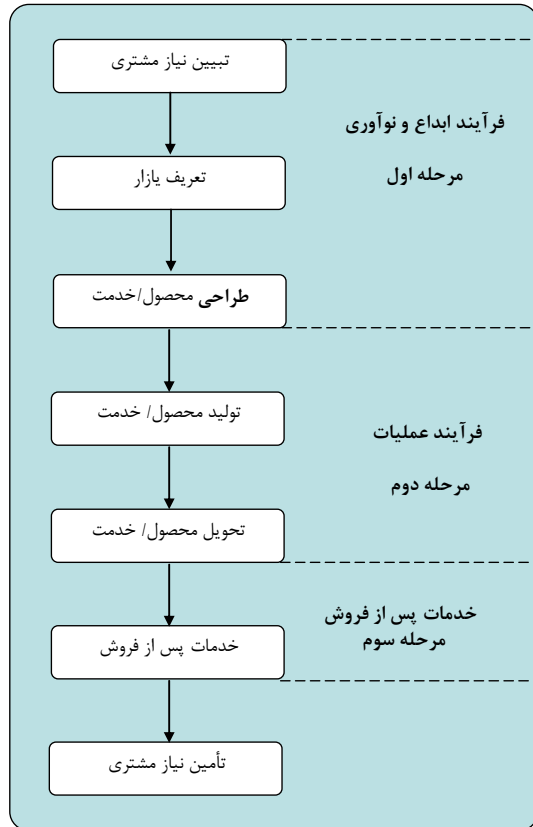 تبیین نیاز مشتری
فرآیند ابداع و نوآوری
مرحله اول
تعریف یازار
طراحی محصول/خدمت
تولید محصول/ خدمت
فرآیند عملیات
مرحله دوم
تحویل محصول/ خدمت
خدمات پس از فروش
مرحله سوم
خدمات پس از فروش
تأمین نیاز مشتری